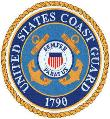 UNITED STATES COAST GUARD
SEMPER
PARATUS
1790